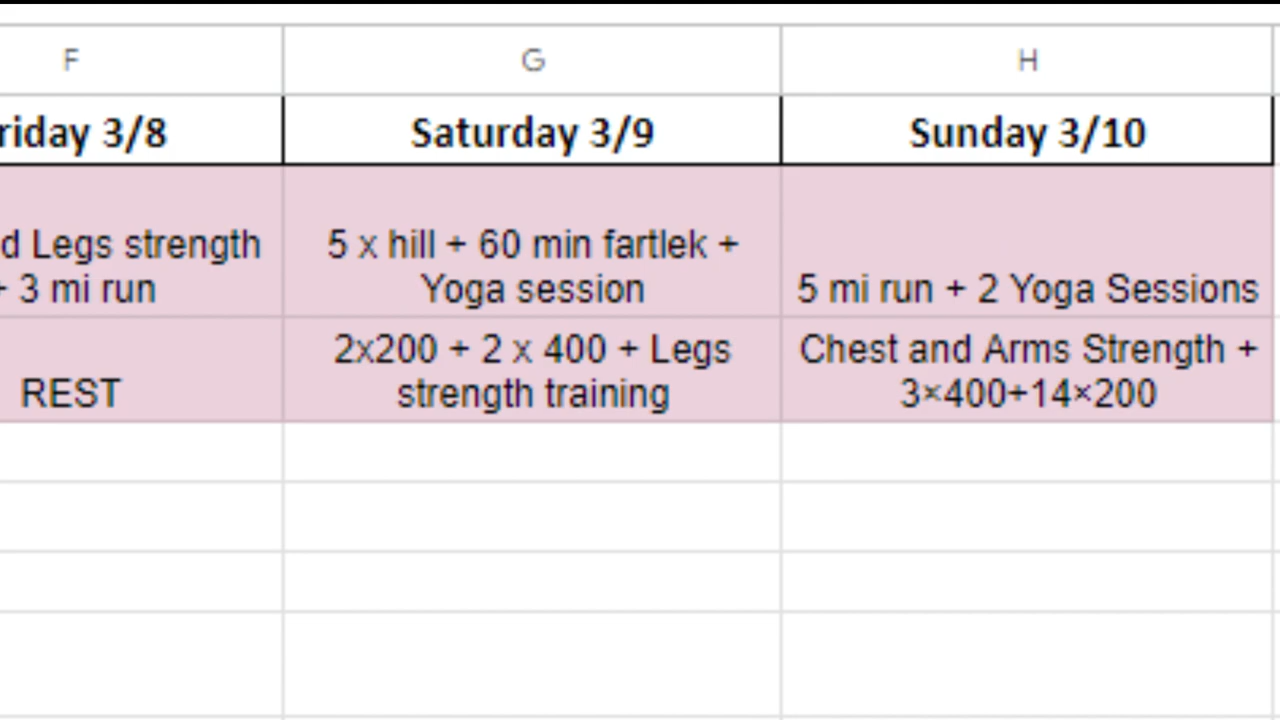 F G H
riday 3/8 Saturday 3/9 Sunday 3/10
d Legs strength
+ 3 mi run
5 x hill + 60 min fartlek +
Yoga session
5 mi run + 2 Yoga Sessions
REST
2x200 + 2 x 400 + Legs
strength training
Chest and Arms Strength +
3×400+14×200